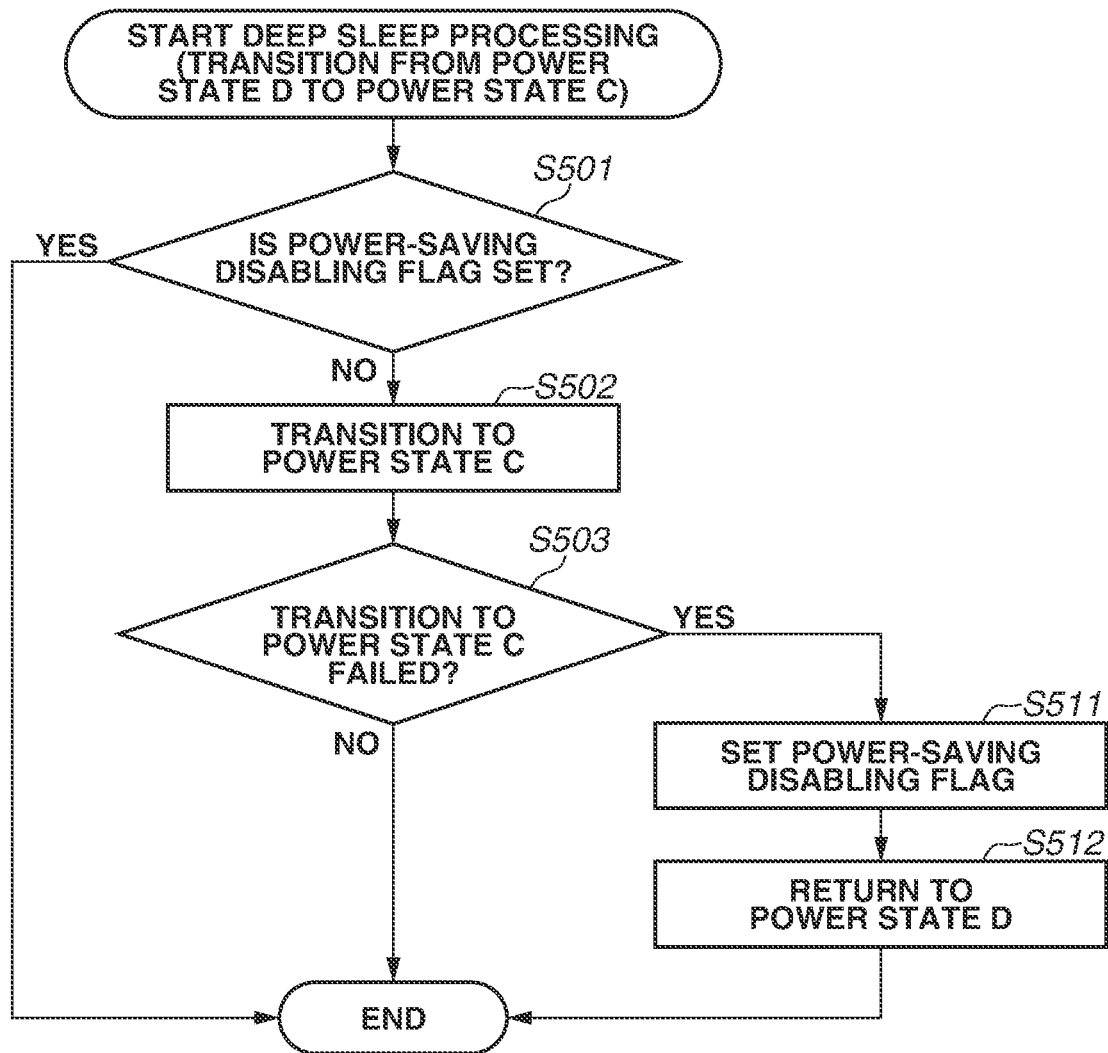 START DEEP SLEEP PROCESSING
(TRANSITION FROM POWER
STATE D TO POWER STATE C)
S501
YES
IS POWER-SAVING
DISABLING FLAG SET?
NO
S502
TRANSITION TO
POWER STATE C
S503
TRANSITION TO
POWER STATE C
FAILED?
YES
NO
S511
SET POWER-SAVING
DISABLING FLAG
S512
RETURN TO
POWER STATE D
END